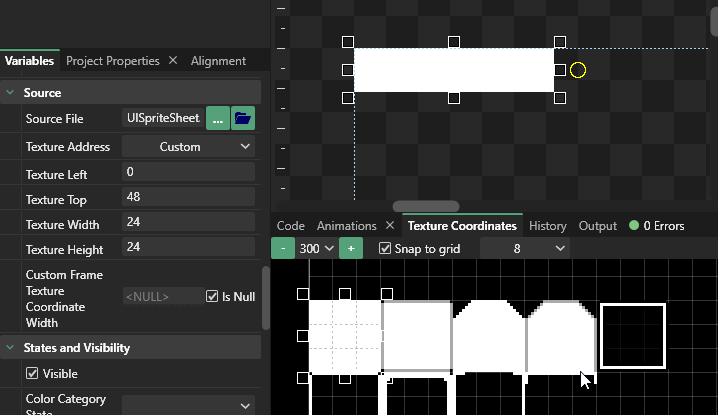 Variables Project Properties × Alignment
Source
Source File UISpriteSheet ...
Texture Address Custom
Texture Left 0
Texture Top 48
Texture Width 24
Texture Height 24
Custom Frame
Texture
Coordinate
Width <NULL> Is Null
States and Visibility
Visible
Color Category
State
Code Animations × Texture Coordinates History Output 0 Errors
- 300 + Snap to grid 8